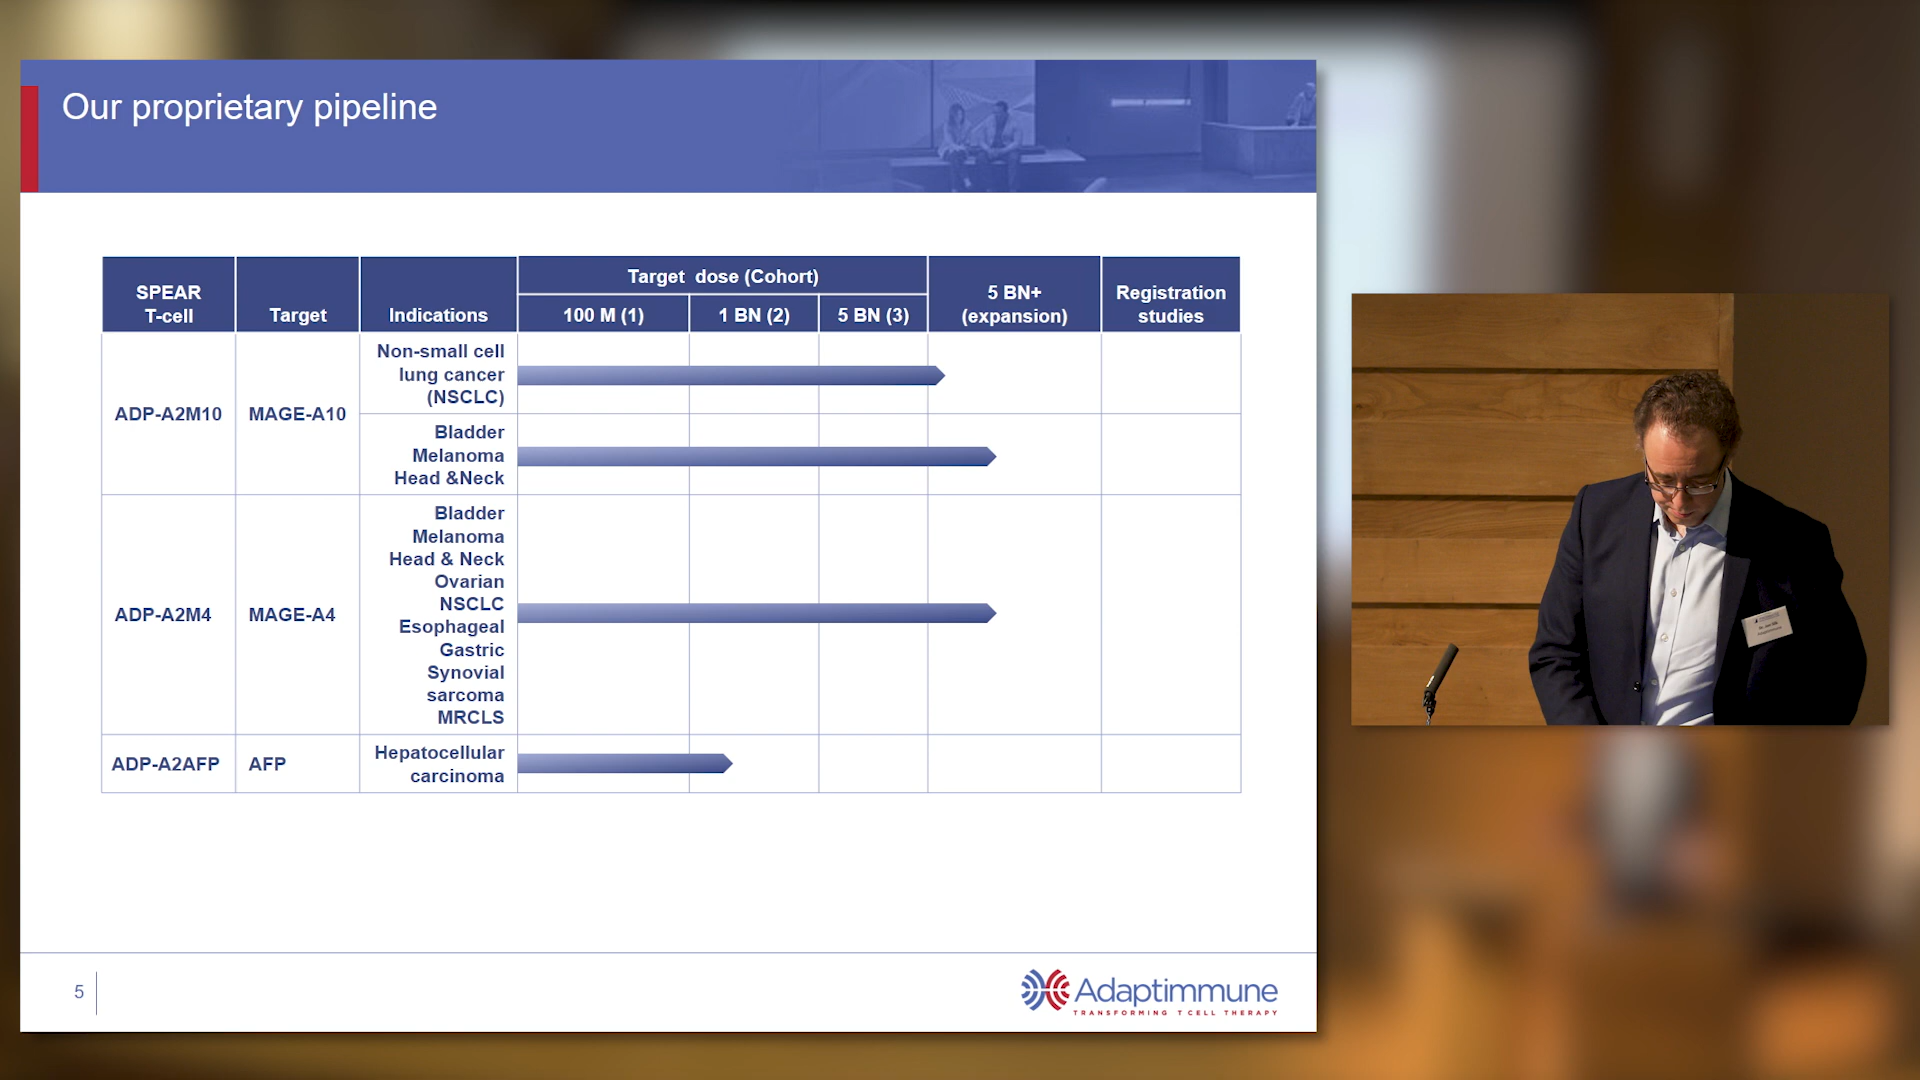 Our proprietary pipeline
SPEAR
T-cell
Target
Indications
Target dose (Cohort)
100 M (1)
1 BN (2)
5 BN (3)
5 BN+
(expansion)
Registration
studies
ADP-A2M10
MAGE-A10
Non-small cell
lung cancer
(NSCLC)
Bladder
Melanoma
Head &Neck
ADP-A2M4
MAGE-A4
Bladder
Melanoma
Head & Neck
Ovarian
NSCLC
Esophageal
Gastric
Synovial
sarcoma
MRCLS
ADP-A2AFP
AFP
Hepatocellular
carcinoma
5
Adaptimmune
TRANSFORMING T CELL THERAPY